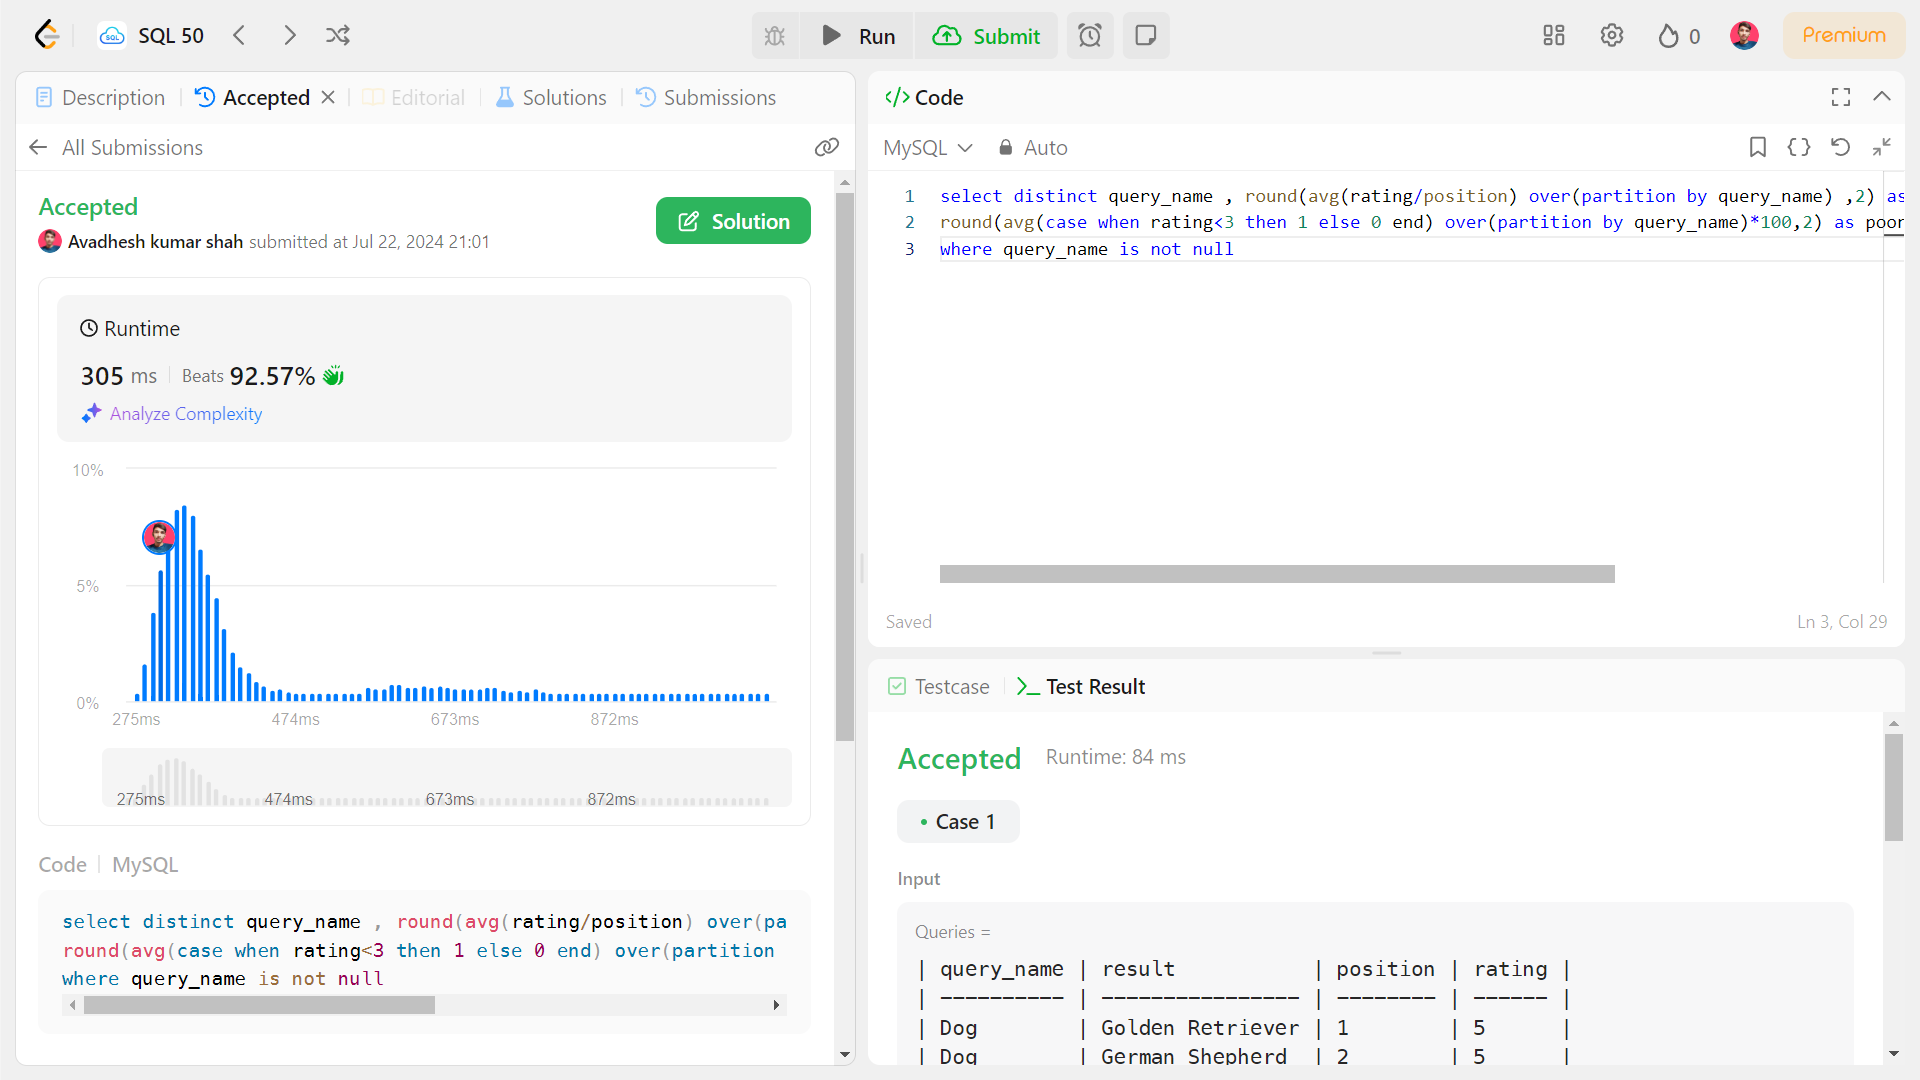 SQL 50
Run
Submit
0
Premium
Description
Accepted
Editorial
Solutions
Submissions
All Submissions
Accepted
Solution
Avadhesh kumar shah submitted at Jul 22, 2024 21:01
Runtime
305 ms
Beats 92.57%
Analyze Complexity
10%
5%
0%
275ms
474ms
673ms
872ms
275ms
474ms
673ms
872ms
Code
MySQL
select distinct query_name , round(avg(rating/position) over(pa
round(avg(case when rating<3 then 1 else 0 end) over(partition
where query_name is not null
</> Code
MySQL
Auto
1 select distinct query_name , round(avg(rating/position) over(partition by query_name) ,2) as
2 round(avg(case when rating<3 then 1 else 0 end) over(partition by query_name)*100,2) as poor
3 where query_name is not null
Saved
Ln 3, Col 29
Testcase
Test Result
Accepted
Runtime: 84 ms
Case 1
Input
Queries =
| query_name | result           | position | rating |
| ---------- | ---------------- | -------- | ------ |
| Dog        | Golden Retriever | 1        | 5      |
| Dog        | German Shepherd  | 2        | 5      |